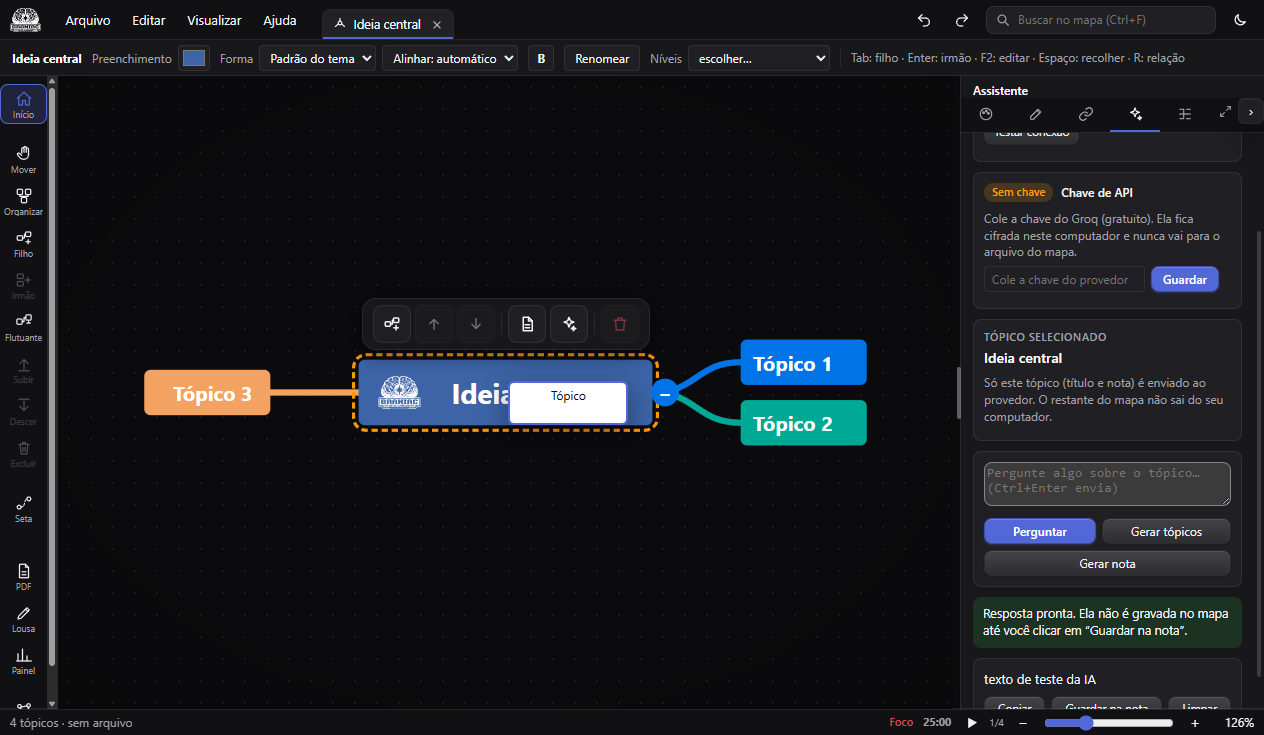 Arquivo Editar Visualizar Ajuda
Ideia central
Buscar no mapa (Ctrl+F)
Ideia central Preenchimento Forma Padrão do tema Alinhar: automático B Renomear Níveis escolher... Tab: filho · Enter: irmão · F2: editar · Espaço: recolher · R: relação
Início
Mover
Organizar
Filho
Irmão
Flutuante
Subir
Descer
Excluir
Seta
PDF
Lousa
Painel
Tópico 3
Ideia
Tópico
Tópico 1
Tópico 2
Assistente
Testar conexão
Sem chave Chave de API
Cole a chave do Groq (gratuito). Ela fica
cifrada neste computador e nunca vai para o
arquivo do mapa.
Cole a chave do provedor Guardar
TÓPICO SELECIONADO
Ideia central
Só este tópico (título e nota) é enviado ao
provedor. O restante do mapa não sai do seu
computador.
Pergunte algo sobre o tópico…
(Ctrl+Enter envia)
Perguntar Gerar tópicos
Gerar nota
Resposta pronta. Ela não é gravada no mapa
até você clicar em “Guardar na nota”.
texto de teste da IA
Copiar Guardar na nota Limpar
4 tópicos · sem arquivo
Foco 25:00 1/4 − + 126%